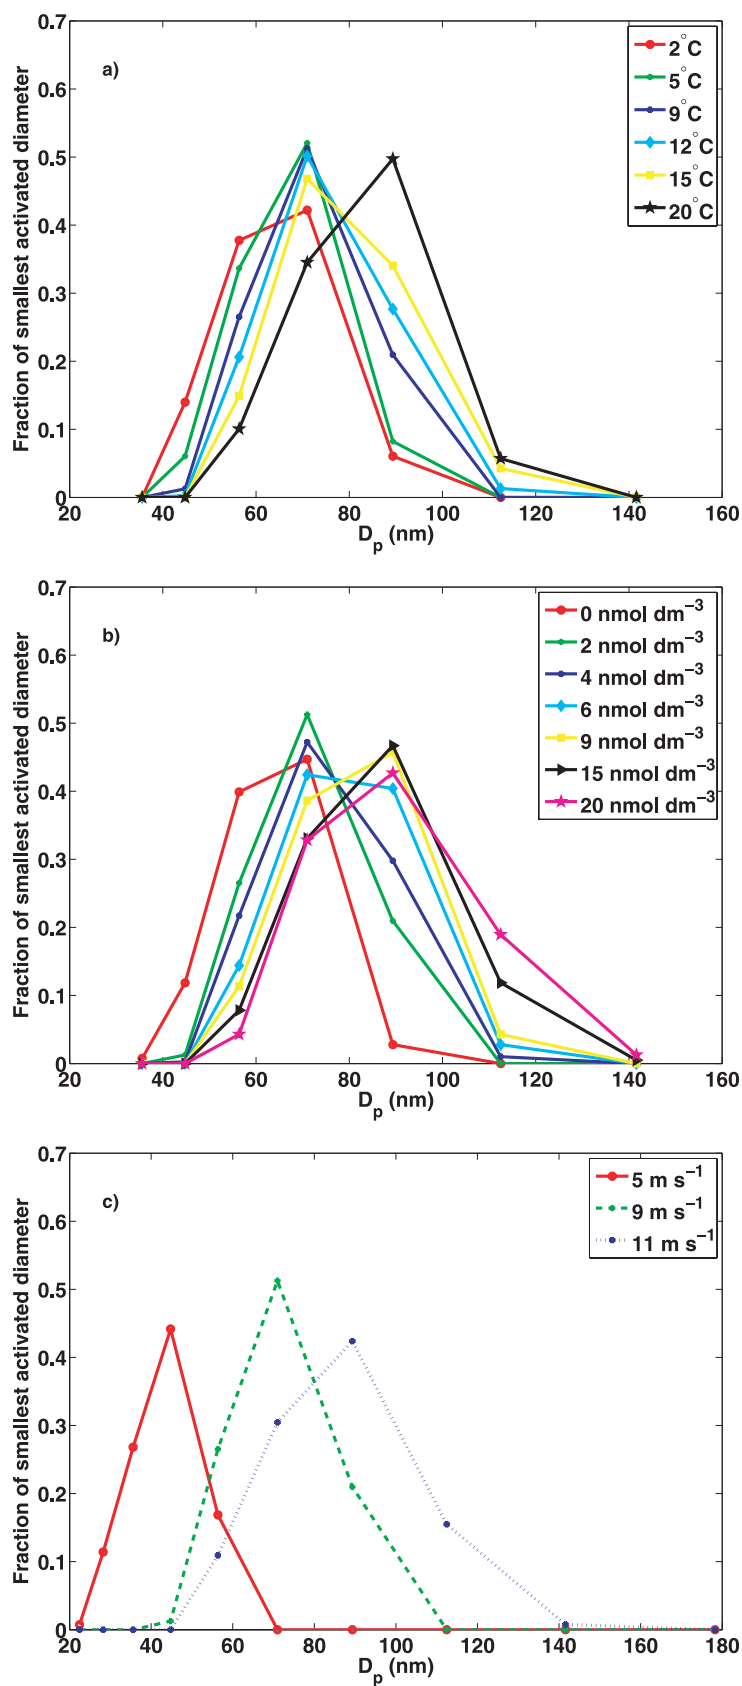 a)
Fraction of smallest activated diameter
0.7
0.6
0.5
0.4
0.3
0.2
0.1
0
20 40 60 80 100 120 140 160
D_p (nm)
2°C
5°C
9°C
12°C
15°C
20°C
b)
Fraction of smallest activated diameter
0.7
0.6
0.5
0.4
0.3
0.2
0.1
0
20 40 60 80 100 120 140 160
D_p (nm)
0 nmol dm⁻³
2 nmol dm⁻³
4 nmol dm⁻³
6 nmol dm⁻³
9 nmol dm⁻³
15 nmol dm⁻³
20 nmol dm⁻³
c)
Fraction of smallest activated diameter
0.7
0.6
0.5
0.4
0.3
0.2
0.1
0
20 40 60 80 100 120 140 160 180
D_p (nm)
5 m s⁻¹
9 m s⁻¹
11 m s⁻¹